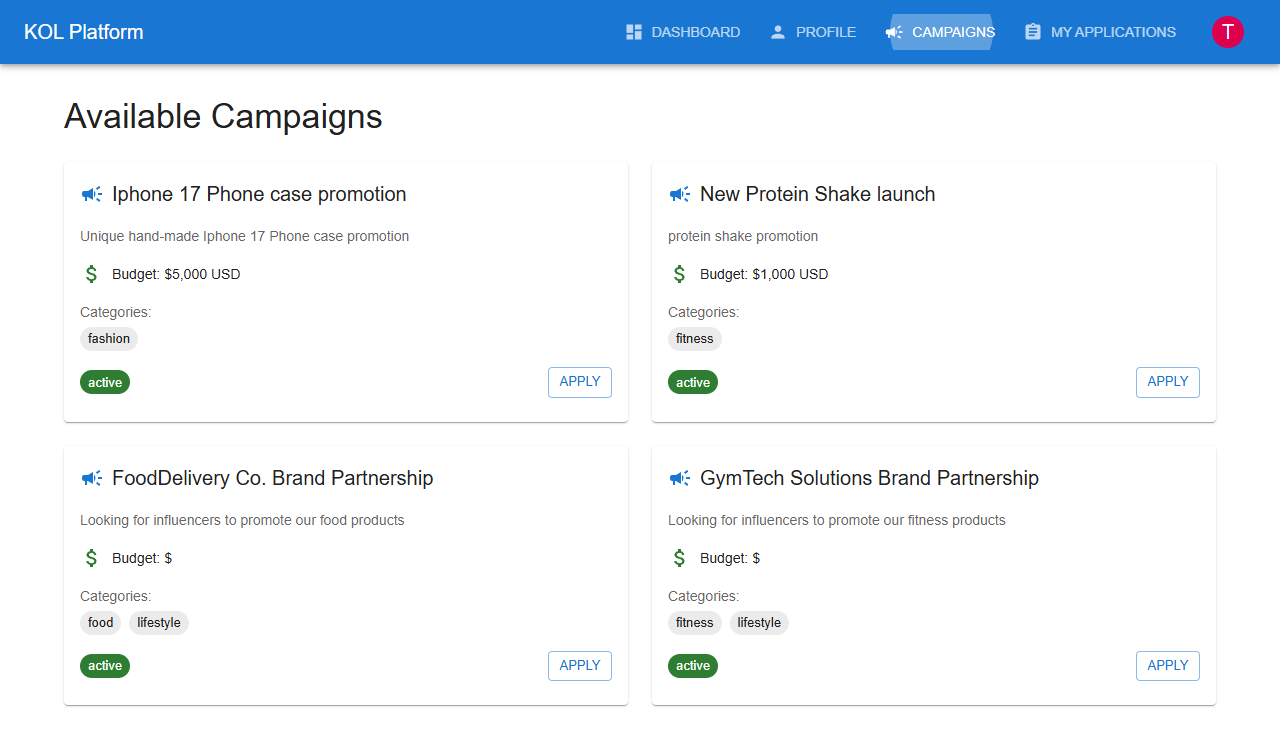 KOL Platform
DASHBOARD
PROFILE
CAMPAIGNS
MY APPLICATIONS
T
Available Campaigns
Iphone 17 Phone case promotion
Unique hand-made Iphone 17 Phone case promotion
Budget: $5,000 USD
Categories:
fashion
active
APPLY
New Protein Shake launch
protein shake promotion
Budget: $1,000 USD
Categories:
fitness
active
APPLY
FoodDelivery Co. Brand Partnership
Looking for influencers to promote our food products
Budget: $
Categories:
food lifestyle
active
APPLY
GymTech Solutions Brand Partnership
Looking for influencers to promote our fitness products
Budget: $
Categories:
fitness lifestyle
active
APPLY